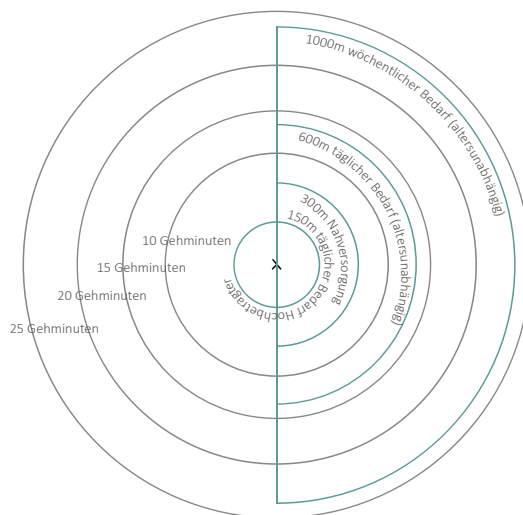 1000m wöchentlicher Bedarf (altersunabhängig)
600m täglicher Bedarf (altersunabhängig)
300m Nahversorgung
150m täglicher Bedarf Hochbetagter
10 Gehminuten
15 Gehminuten
20 Gehminuten
25 Gehminuten